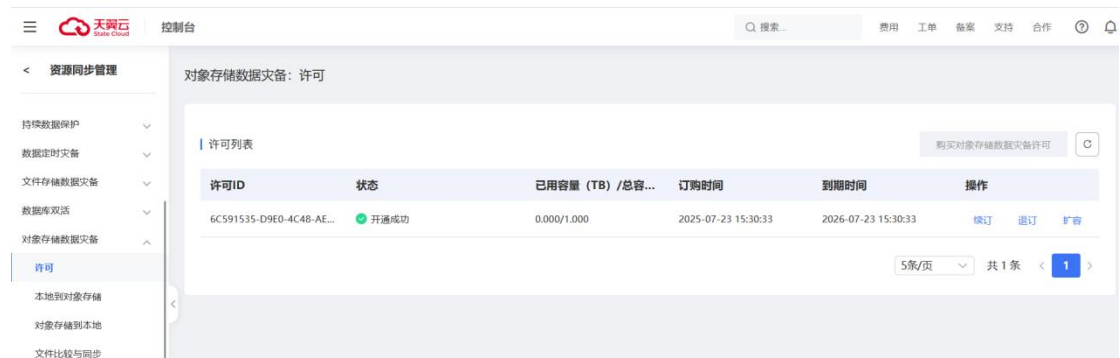 天翼云
State Cloud
控制台
搜索...
费用 工单 备案 支持 合作
< 资源同步管理
对象存储数据灾备：许可
持续数据保护
数据定时灾备
文件存储数据灾备
数据库双活
对象存储数据灾备
许可
本地到对象存储
对象存储到本地
文件比较与同步
许可列表
购买对象存储数据灾备许可
许可ID 状态 已用容量（TB）/总容... 订购时间 到期时间 操作
6C591535-D9E0-4C48-AE... 开通成功 0.000/1.000 2025-07-23 15:30:33 2026-07-23 15:30:33 续订 退订 扩容
5条/页 共 1 条 < 1 >